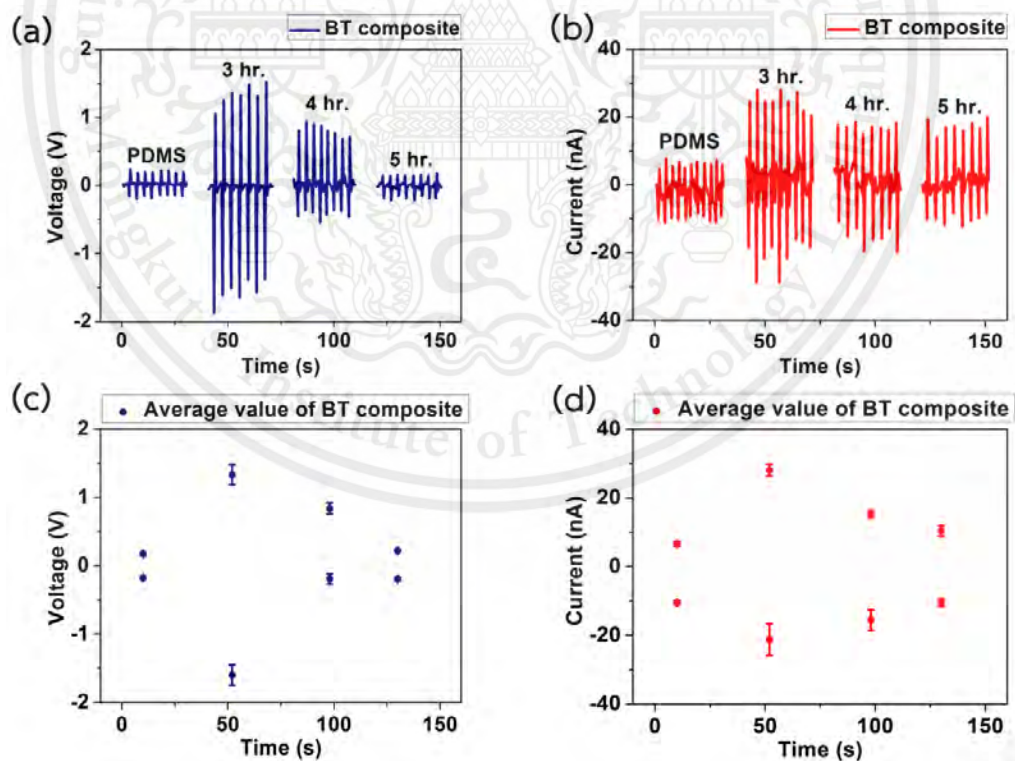 (a)
BT composite
2
1
0
-1
-2
Voltage (V)
PDMS
3 hr.
4 hr.
5 hr.
0 50 100 150
Time (s)
(b)
BT composite
40
20
0
-20
-40
Current (nA)
PDMS
3 hr.
4 hr.
5 hr.
0 50 100 150
Time (s)
(c)
Average value of BT composite
2
1
0
-1
-2
Voltage (V)
0 50 100 150
Time (s)
(d)
Average value of BT composite
40
20
0
-20
-40
Current (nA)
0 50 100 150
Time (s)
Institute of Technology